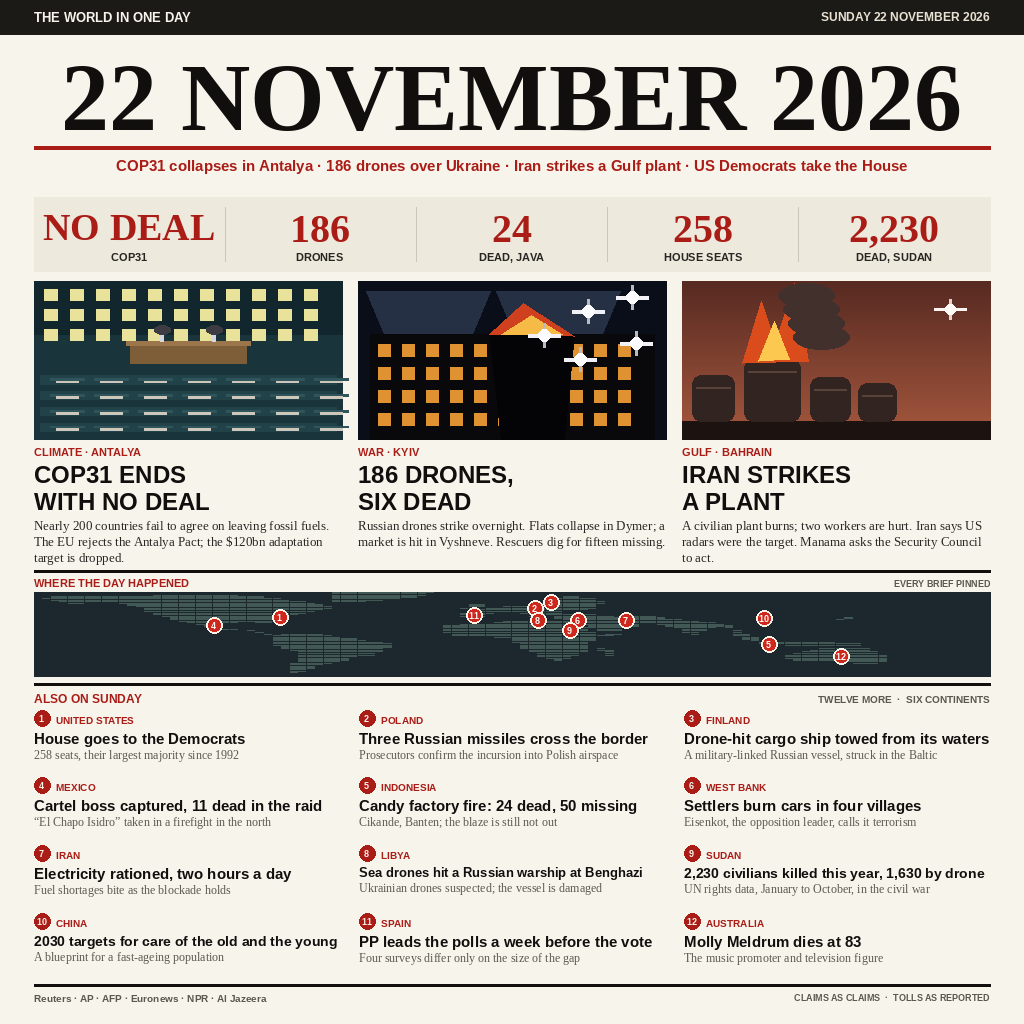 THE WORLD IN ONE DAY
SUNDAY 22 NOVEMBER 2026
22 NOVEMBER 2026
COP31 collapses in Antalya · 186 drones over Ukraine · Iran strikes a Gulf plant · US Democrats take the House
NO DEAL
COP31
186
DRONES
24
DEAD, JAVA
258
HOUSE SEATS
2,230
DEAD, SUDAN
CLIMATE · ANTALYA
COP31 ENDS
WITH NO DEAL
Nearly 200 countries fail to agree on leaving fossil fuels.
The EU rejects the Antalya Pact; the $120bn adaptation
target is dropped.
WAR · KYIV
186 DRONES,
SIX DEAD
Russian drones strike overnight. Flats collapse in Dymer; a
market is hit in Vyshneve. Rescuers dig for fifteen missing.
GULF · BAHRAIN
IRAN STRIKES
A PLANT
A civilian plant burns; two workers are hurt. Iran says US
radars were the target. Manama asks the Security Council
to act.
WHERE THE DAY HAPPENED
EVERY BRIEF PINNED
4
1
11
2
3
8
6
9
7
10
5
12
ALSO ON SUNDAY
TWELVE MORE · SIX CONTINENTS
1 UNITED STATES
House goes to the Democrats
258 seats, their largest majority since 1992
2 POLAND
Three Russian missiles cross the border
Prosecutors confirm the incursion into Polish airspace
3 FINLAND
Drone-hit cargo ship towed from its waters
A military-linked Russian vessel, struck in the Baltic
4 MEXICO
Cartel boss captured, 11 dead in the raid
“El Chapo Isidro” taken in a firefight in the north
5 INDONESIA
Candy factory fire: 24 dead, 50 missing
Cikande, Banten; the blaze is still not out
6 WEST BANK
Settlers burn cars in four villages
Eisenkot, the opposition leader, calls it terrorism
7 IRAN
Electricity rationed, two hours a day
Fuel shortages bite as the blockade holds
8 LIBYA
Sea drones hit a Russian warship at Benghazi
Ukrainian drones suspected; the vessel is damaged
9 SUDAN
2,230 civilians killed this year, 1,630 by drone
UN rights data, January to October, in the civil war
10 CHINA
2030 targets for care of the old and the young
A blueprint for a fast-ageing population
11 SPAIN
PP leads the polls a week before the vote
Four surveys differ only on the size of the gap
12 AUSTRALIA
Molly Meldrum dies at 83
The music promoter and television figure
Reuters · AP · AFP · Euronews · NPR · Al Jazeera
CLAIMS AS CLAIMS · TOLLS AS REPORTED